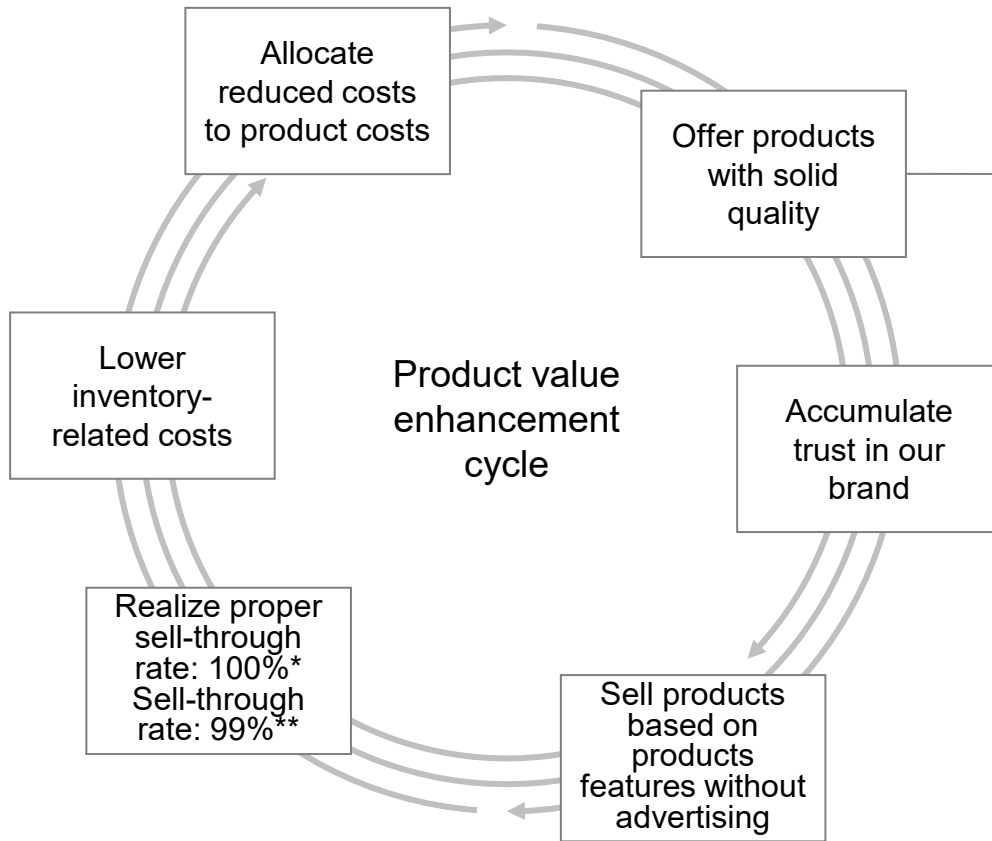 Allocate
reduced costs
to product costs
Offer products
with solid
quality
Accumulate
trust in our
brand
Sell products
based on
products
features without
advertising
Realize proper
sell-through
rate: 100%*
Sell-through
rate: 99%**
Lower
inventory-
related costs
Product value
enhancement
cycle